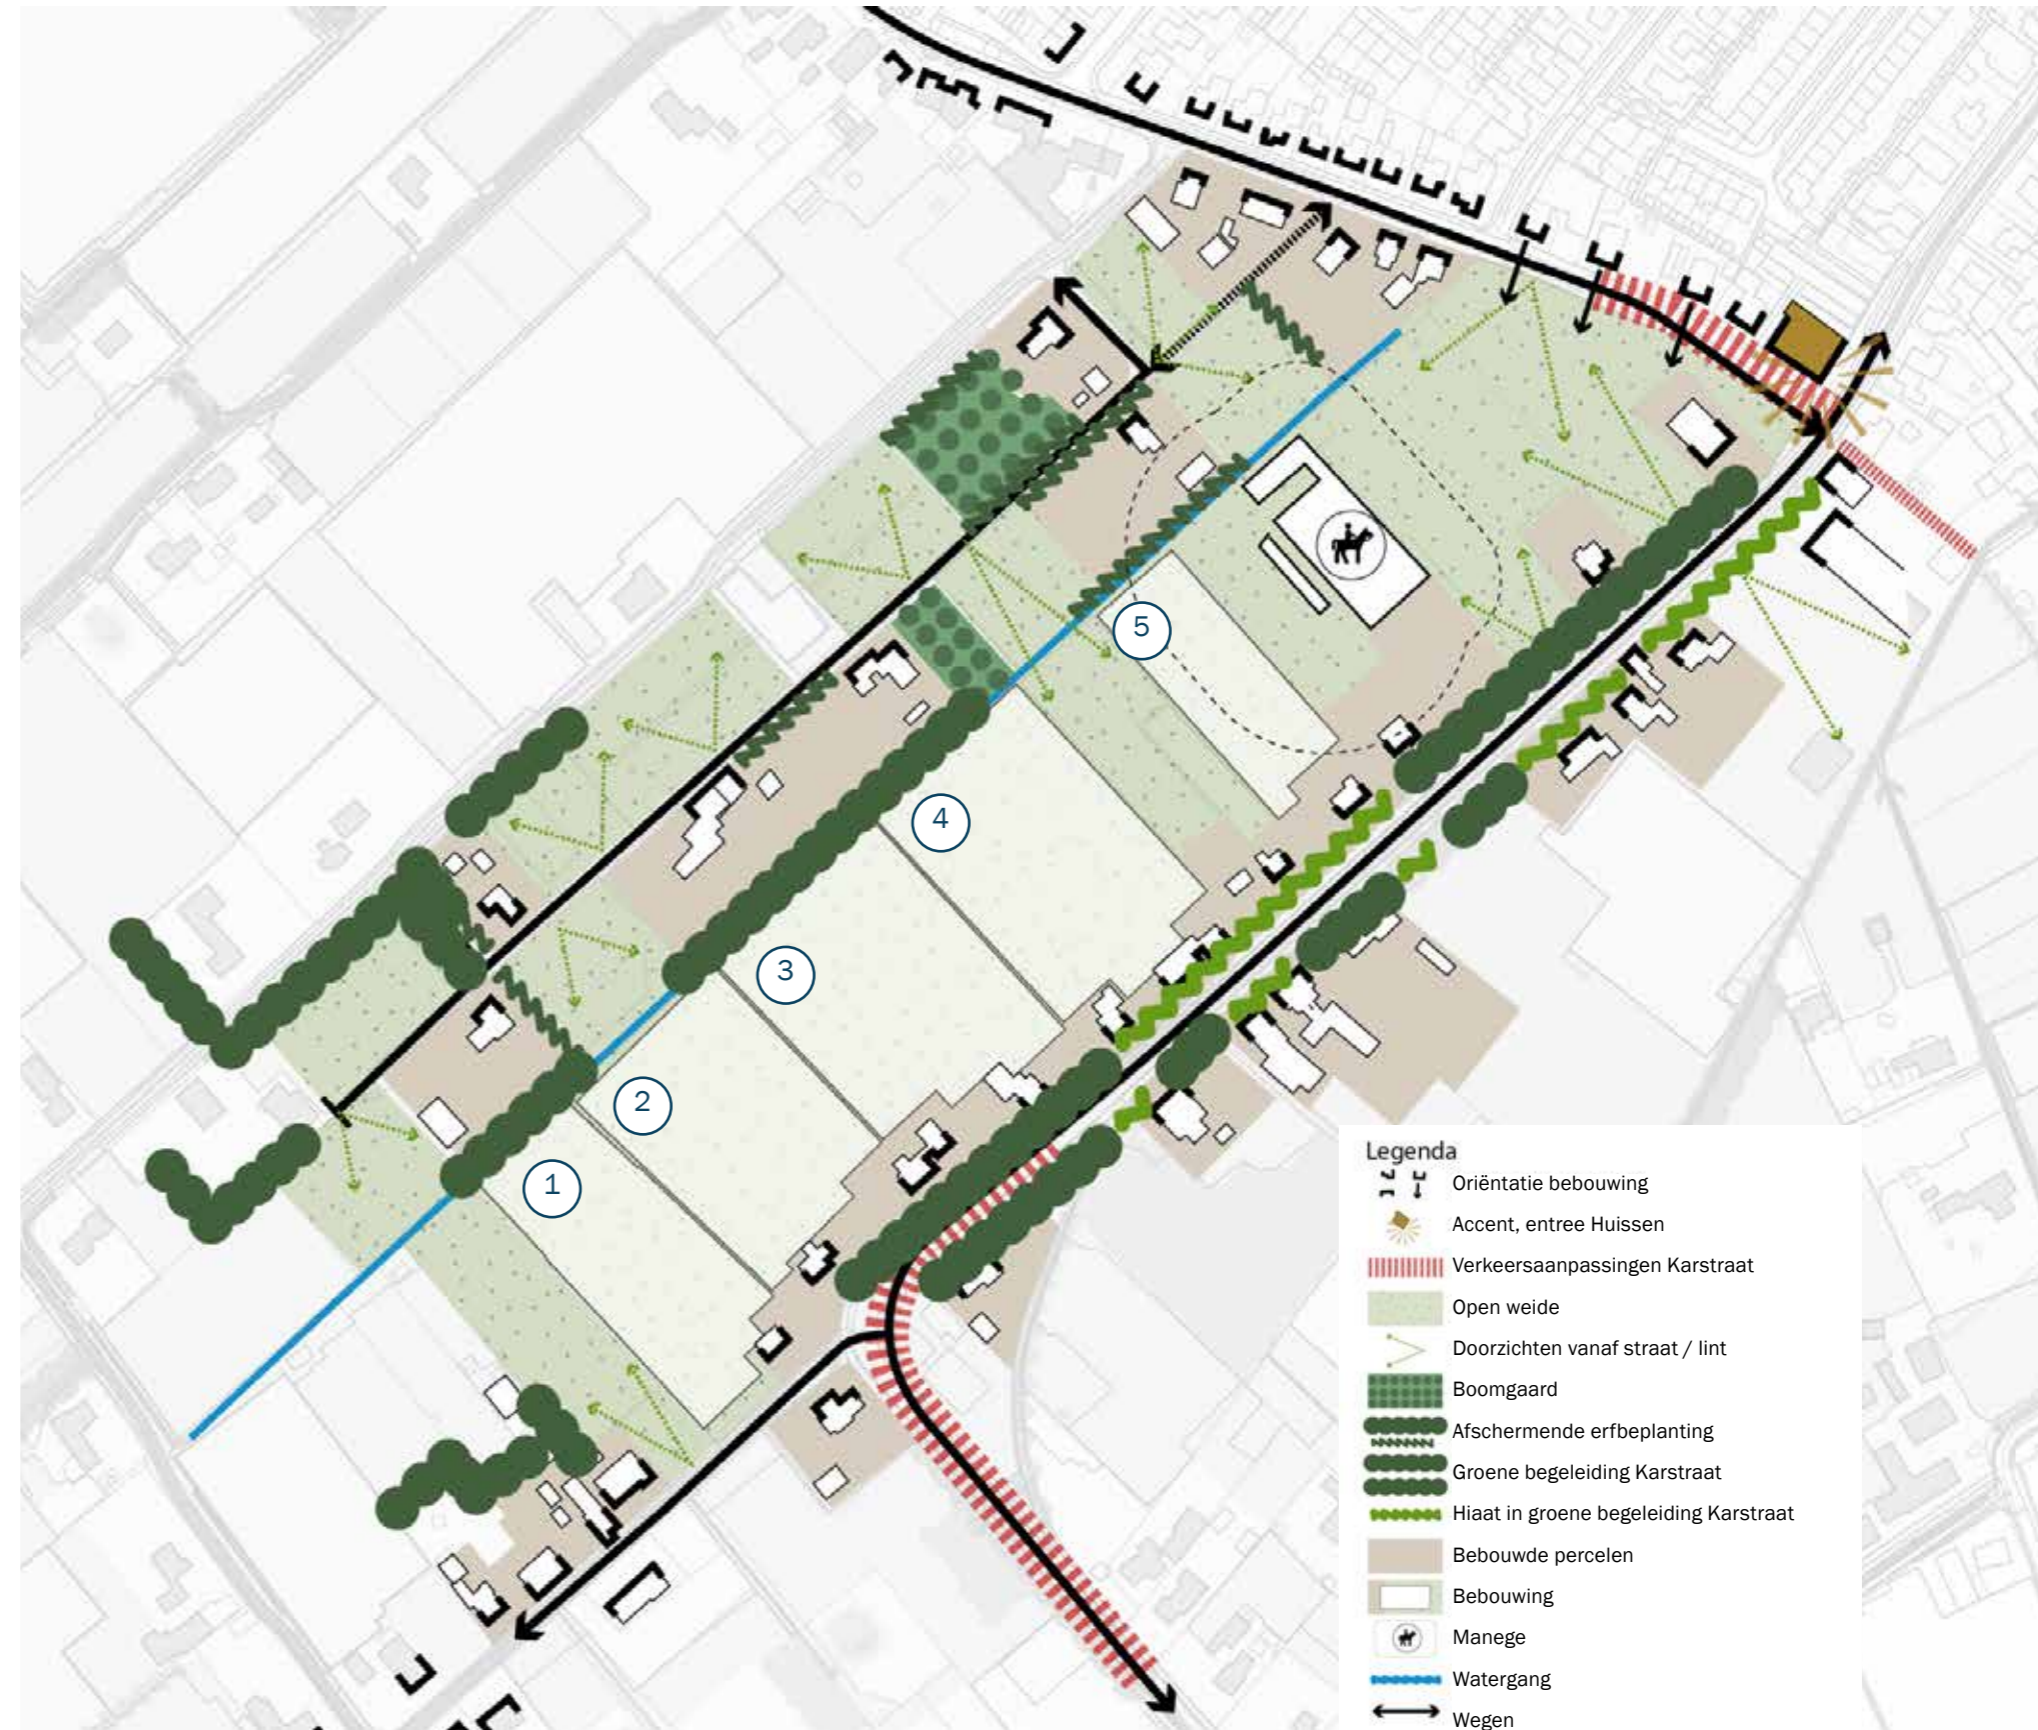 5
4
3
2
1
Legenda
Oriëntatie bebouwing
Accent, entree Huissen
Verkeersaanpassingen Karstraat
Open weide
Doorzichten vanaf straat / lint
Boomgaard
Afschermende erfbeplanting
Groene begeleiding Karstraat
Hiaat in groene begeleiding Karstraat
Bebouwde percelen
Bebouwing
Manege
Watergang
Wegen